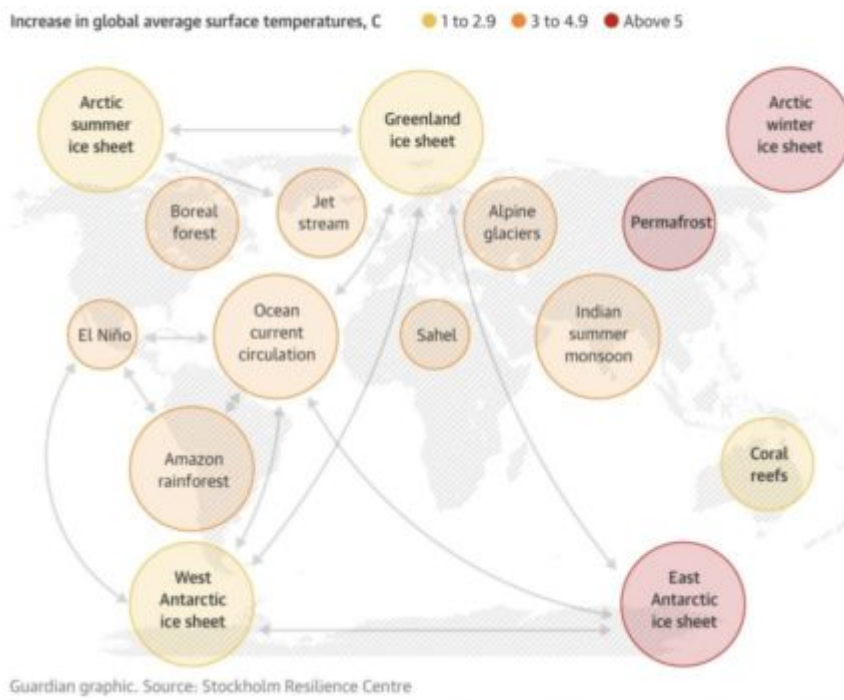 Increase in global average surface temperatures, C 1 to 2.9 3 to 4.9 Above 5
Arctic
summer
ice sheet
Greenland
ice sheet
Arctic
winter
ice sheet
Boreal
forest
Jet
stream
Alpine
glaciers
Permafrost
El Niño
Ocean
current
circulation
Sahel
Indian
summer
monsoon
Amazon
rainforest
Coral
reefs
West
Antarctic
ice sheet
East
Antarctic
ice sheet
Guardian graphic. Source: Stockholm Resilience Centre